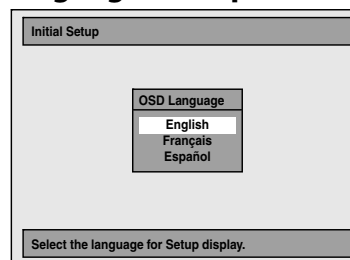 Initial Setup
OSD Language
English
Français
Español
Select the language for Setup display.